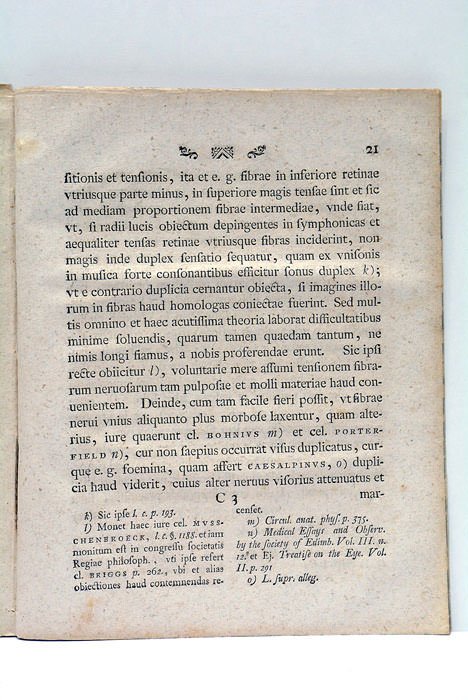 21
ſitionis et tenſionis, ita et e. g. fibrae in inferiore retinae
vtriusque parte minus, in ſuperiore magis tenſae ſint et ſic
ad mediam proportionem fibrae intermediae, vnde fiat,
vt, ſi radii lucis obiectum depingentes in ſymphonicas et
aequaliter tenſas retinae vtriusque fibras inciderint, non
magis inde duplex ſenſatio ſequatur, quam ex vniſonis
in muſica forte conſonantibus efficitur ſonus duplex k);
vt e contrario duplicia cernantur obiecta, ſi imagines illo-
rum in fibras haud homologas coniectae fuerint. Sed mul-
tis omnino et haec acutiſſima theoria laborat difficultatibus
minime ſoluendis, quarum tamen quaedam tantum, ne
nimis longi ſiamus, a nobis proferendae erunt. Sic ipſi
recte obiicitur l), voluntarie mere aſſumi tenſionem fibra-
rum neruoſarum tam pulpoſae et molli materiae haud con-
uenientem. Deinde, cum tam facile fieri poſſit, vt fibrae
nerui vnius aliquanto plus morboſe laxentur, quam alte-
rius, iure quaerunt cl. BOHNIVS m) et cel. PORTER-
FIELD n), cur non ſaepius occurrat viſus duplicatus, cur-
que e. g. foemina, quam affert CAESALPINVS, o) dupli-
cia haud viderit, cuius alter neruus viſorius attenuatus et
C 3 mar-
k) Sic ipſe l. c. p. 193.
l) Monet haec iure cel. MVSS-
CHENBROECK, l. c. §. 1188. et iam
monitum eſt in congreſſu ſocietatis
Regiae philoſoph., vti ipſe refert
cl. BRIGGS p. 262., vbi et alias
obiectiones haud contemnendas re-
cenſet.
m) Circul. anat. phyſ. p. 375.
n) Medical Eſſays and Obſerv.
by the ſociety of Edimb. Vol. III. n.
12. et Ej. Treatiſe on the Eye. Vol.
II. p. 291
o) L. ſupr. alleg.